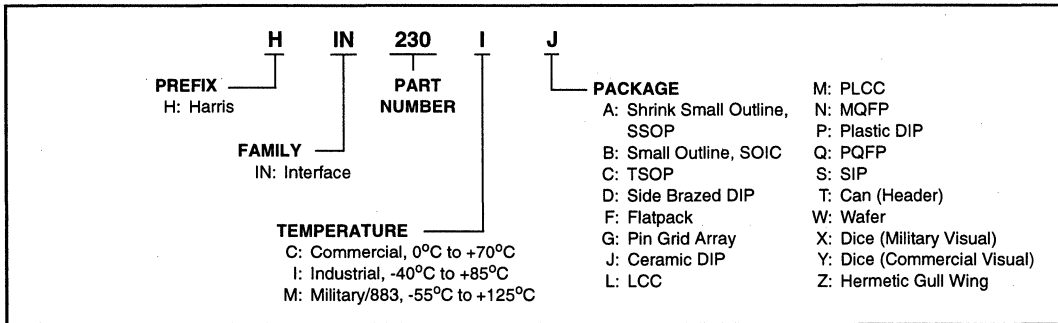 H IN 230 I J
PREFIX
H: Harris
PART
NUMBER
FAMILY
IN: Interface
TEMPERATURE
C: Commercial, 0°C to +70°C
I: Industrial, -40°C to +85°C
M: Military/883, -55°C to +125°C
PACKAGE
A: Shrink Small Outline,
SSOP
B: Small Outline, SOIC
C: TSOP
D: Side Brazed DIP
F: Flatpack
G: Pin Grid Array
J: Ceramic DIP
L: LCC
M: PLCC
N: MQFP
P: Plastic DIP
Q: PQFP
S: SIP
T: Can (Header)
W: Wafer
X: Dice (Military Visual)
Y: Dice (Commercial Visual)
Z: Hermetic Gull Wing